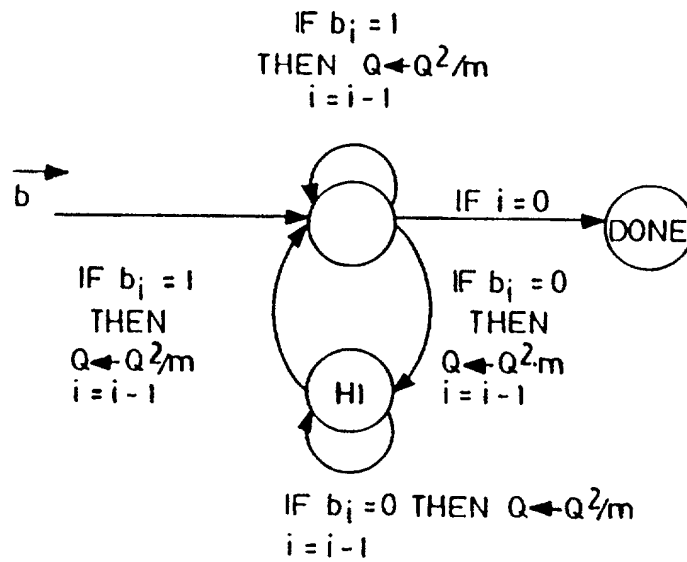 IF bᵢ = 1
THEN Q←Q²/m
i = i - 1
b
IF i = 0
DONE
IF bᵢ = 1
THEN
Q←Q²/m
i = i - 1
IF bᵢ = 0
THEN
Q←Q²·m
i = i - 1
HI
IF bᵢ = 0 THEN Q←Q²/m
i = i - 1